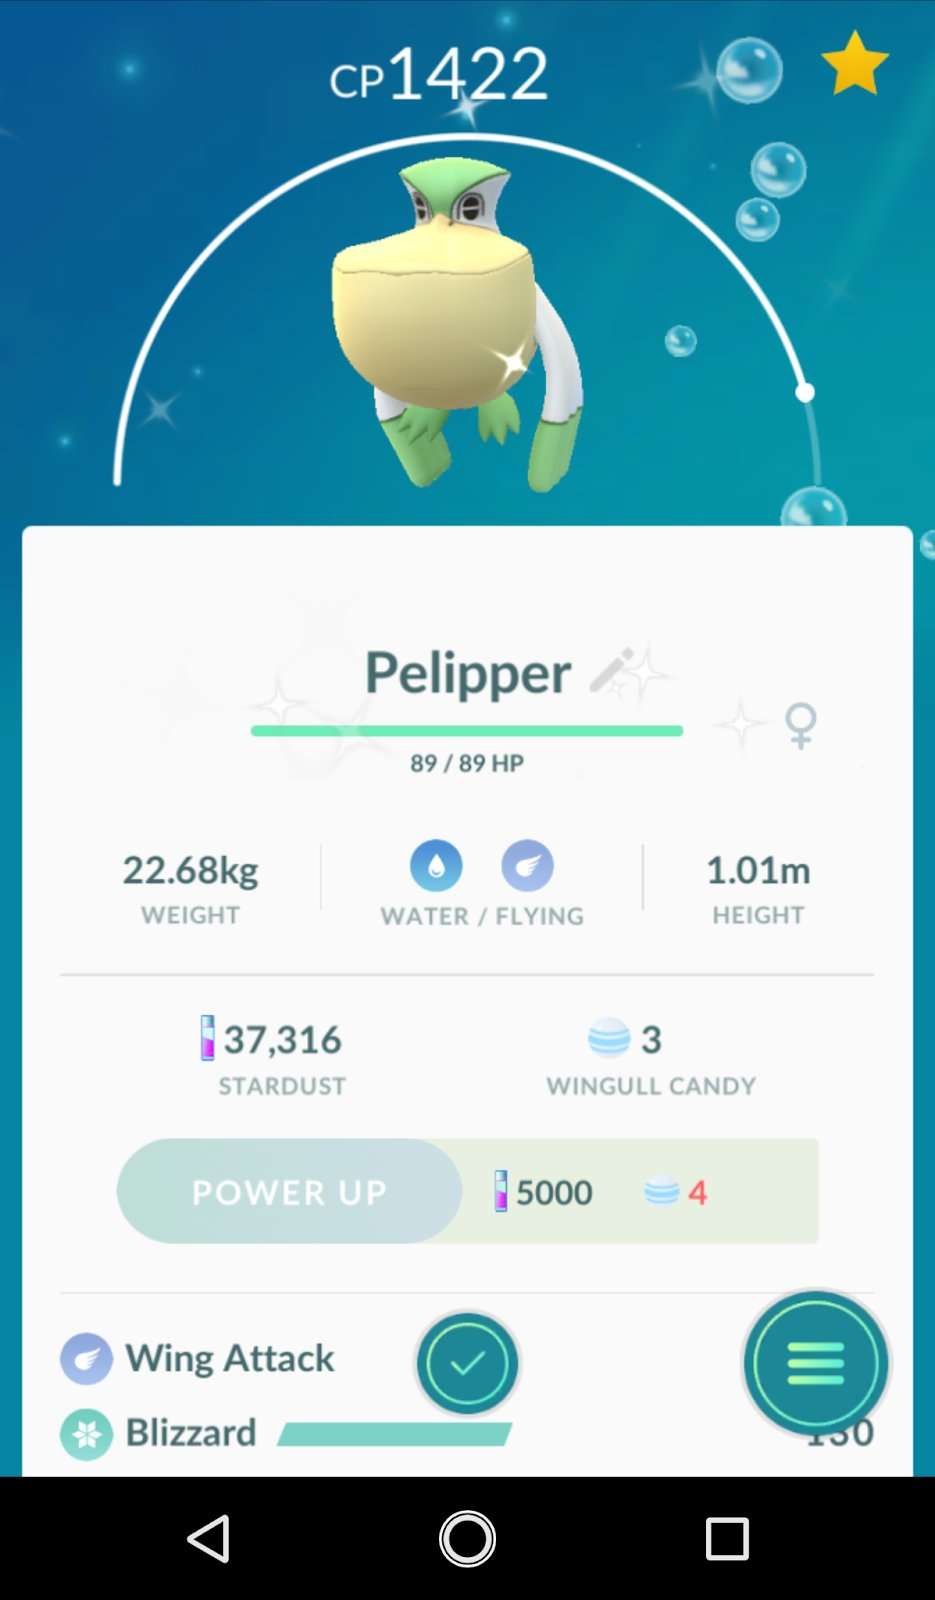 CP1422
Pelipper
89 / 89 HP
22.68kg
WEIGHT
WATER / FLYING
1.01m
HEIGHT
37,316
STARDUST
3
WINGULL CANDY
POWER UP
5000
4
Wing Attack
Blizzard
130